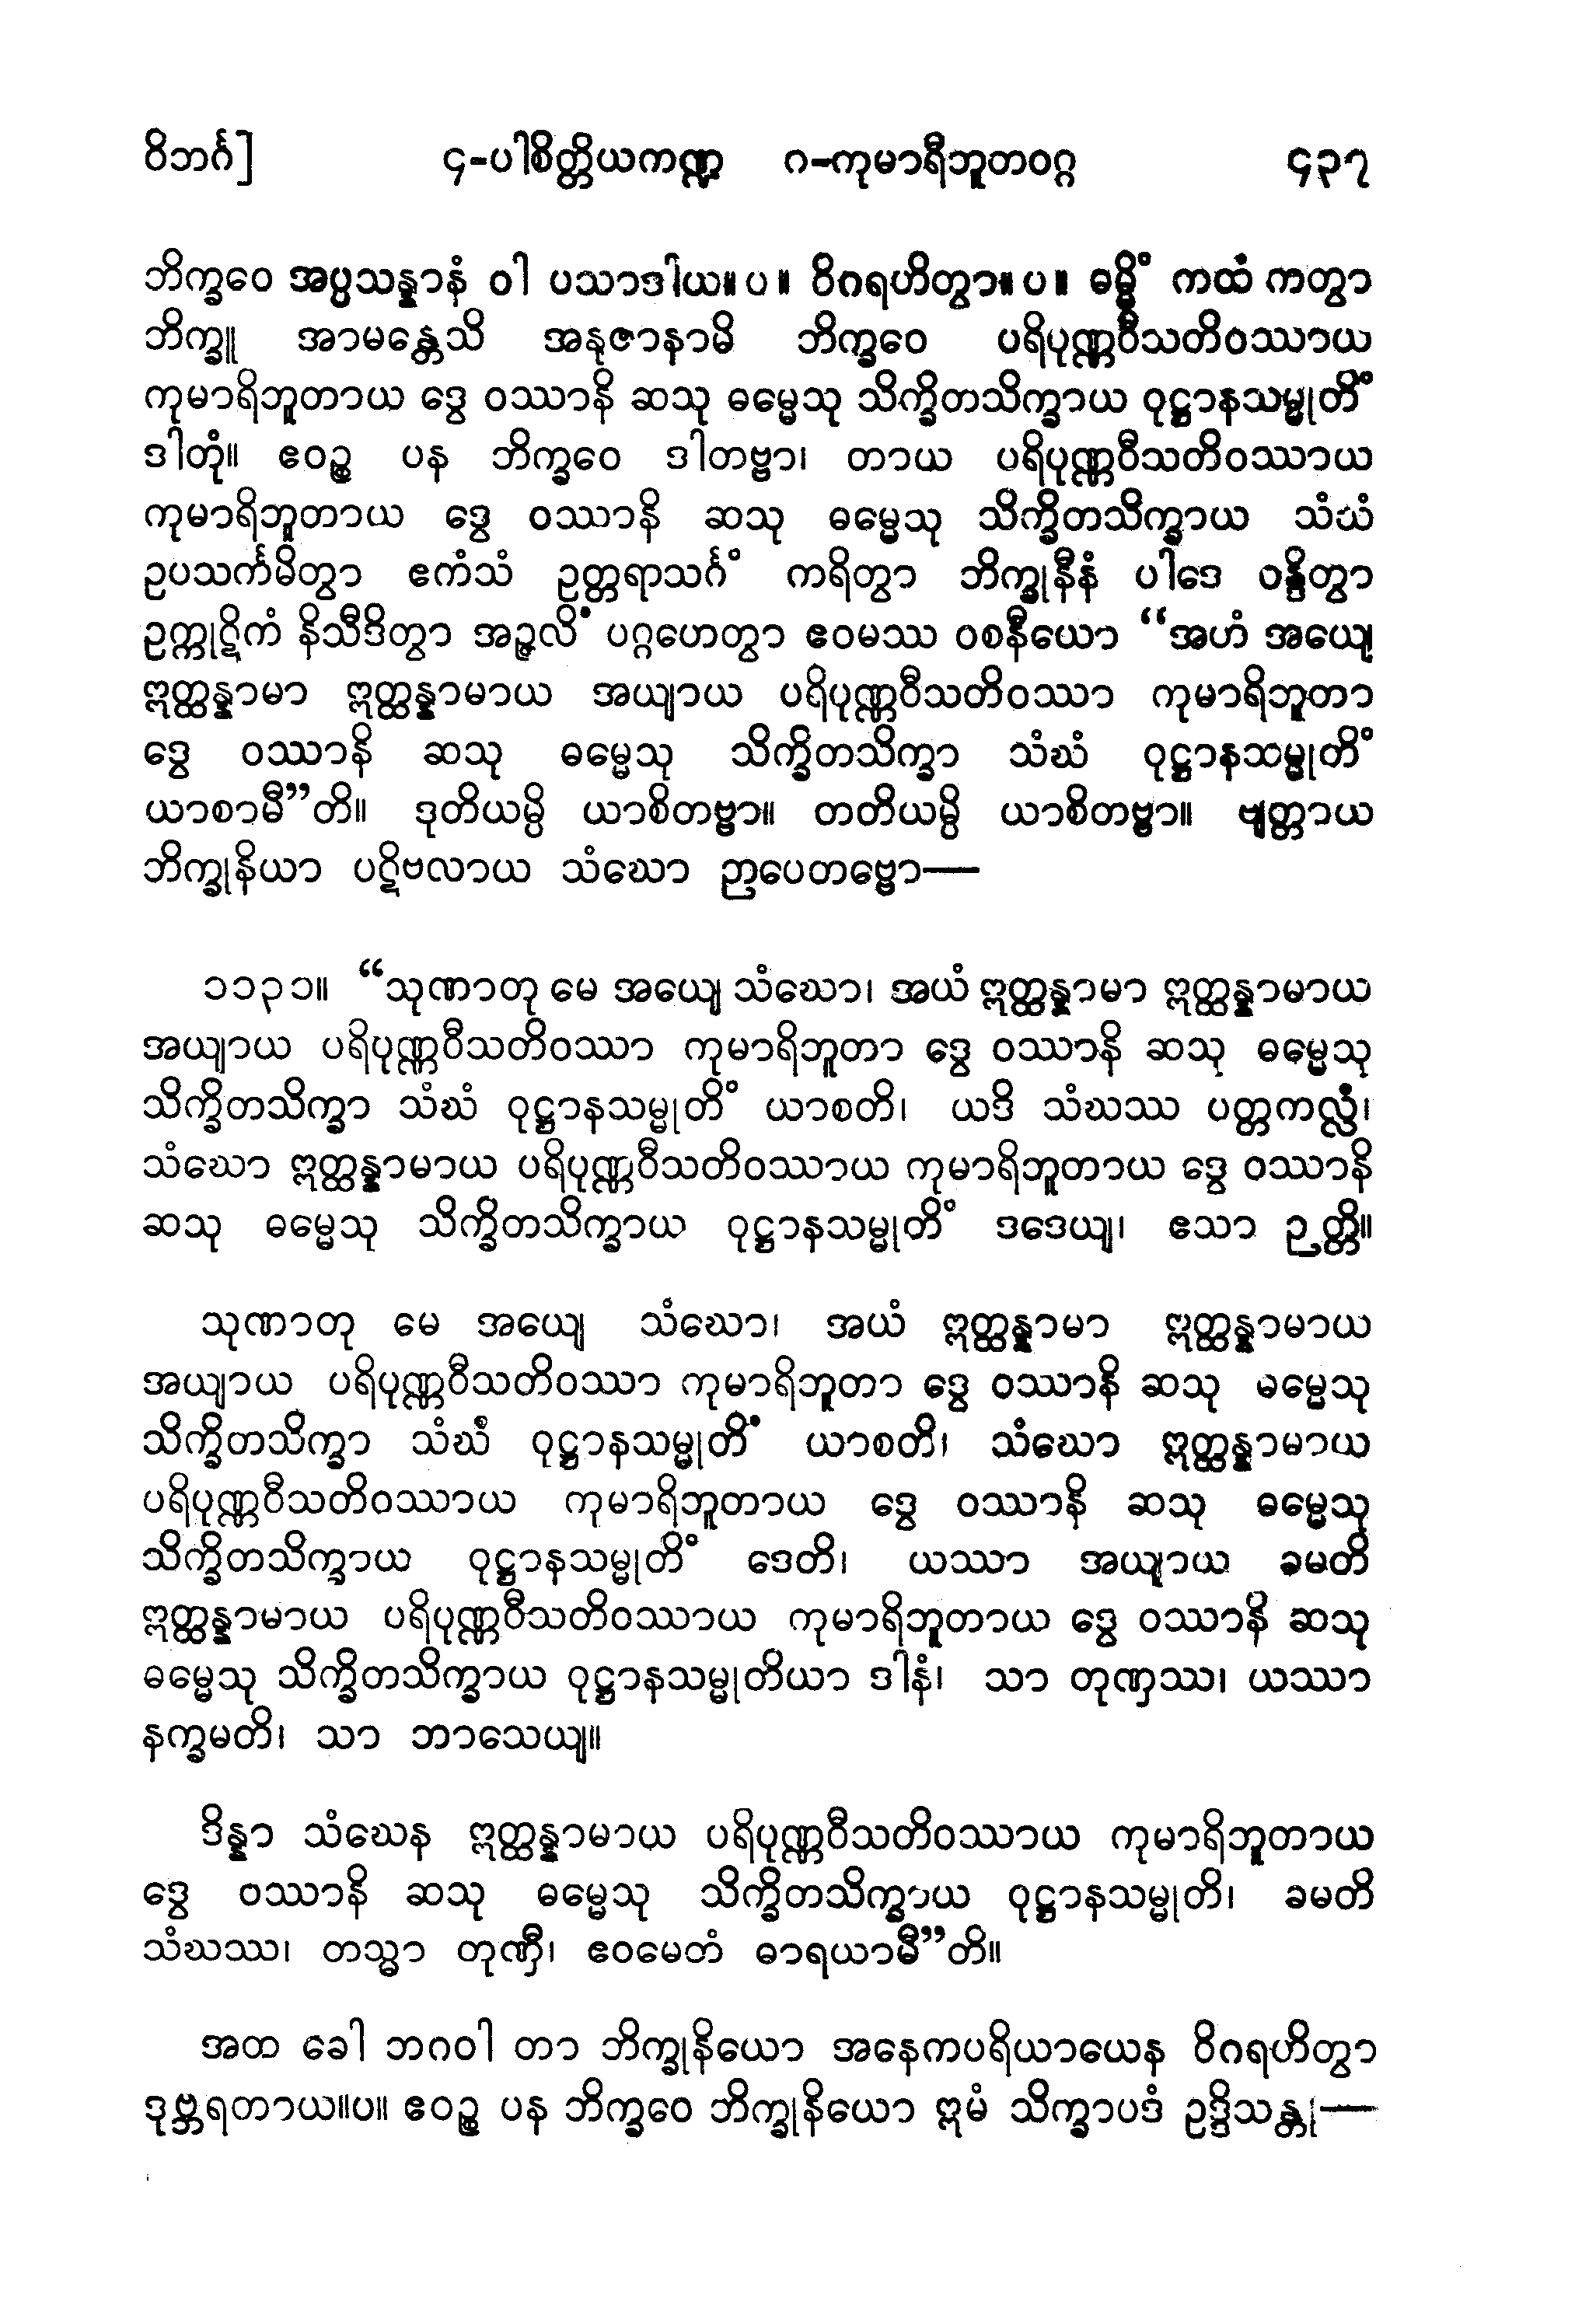 ဝိဘင်္ဂ] ၄-ပါစိတ္တိယကဏ္ဍ ဂ-ကုမာရီဘူတဝဂ္ဂ ၄၃၇
ဘိက္ခဝေ အပ္ပသန္နာနံ ဝါ ပသာဒါယ။ပ။ ဝိဂရဟိတွာ။ပ။ ဓမ္မိံ ကထံ ကတွာ
ဘိက္ခူ အာမန္တေသိ အနုဇာနာမိ ဘိက္ခဝေ ပရိပုဏ္ဏဝီသတိဝဿာယ
ကုမာရိဘူတာယ ဒွေ ဝဿာနိ ဆသု ဓမ္မေသု သိက္ခိတသိက္ခာယ ဝုဋ္ဌာနသမ္မုတိံ
ဒါတုံ။ ဧဝဉ္စ ပန ဘိက္ခဝေ ဒါတဗ္ဗာ၊ တာယ ပရိပုဏ္ဏဝီသတိဝဿာယ
ကုမာရိဘူတာယ ဒွေ ဝဿာနိ ဆသု ဓမ္မေသု သိက္ခိတသိက္ခာယ သံဃံ
ဥပသင်္ကမိတွာ ဧကံသံ ဥတ္တရာသင်္ဂံ ကရိတွာ ဘိက္ခုနီနံ ပါဒေ ဝန္ဒိတွာ
ဥက္ကုဋိကံ နိသီဒိတွာ အဉ္ဇလိံ ပဂ္ဂဟေတွာ ဧဝမဿ ဝစနီယော “အဟံ အယျေ
ဣတ္ထန္နာမာ ဣတ္ထန္နာမာယ အယျာယ ပရိပုဏ္ဏဝီသတိဝဿာ ကုမာရိဘူတာ
ဒွေ ဝဿာနိ ဆသု ဓမ္မေသု သိက္ခိတသိက္ခာ သံဃံ ဝုဋ္ဌာနသမ္မုတိံ
ယာစာမီ”တိ။ ဒုတိယမ္ပိ ယာစိတဗ္ဗာ။ တတိယမ္ပိ ယာစိတဗ္ဗာ။ ဗျတ္တာယ
ဘိက္ခုနိယာ ပဋိဗလာယ သံဃော ဉာပေတဗ္ဗော—
၁၁၃၁။ “သုဏာတု မေ အယျေ သံဃော၊ အယံ ဣတ္ထန္နာမာ ဣတ္ထန္နာမာယ
အယျာယ ပရိပုဏ္ဏဝီသတိဝဿာ ကုမာရိဘူတာ ဒွေ ဝဿာနိ ဆသု ဓမ္မေသု
သိက္ခိတသိက္ခာ သံဃံ ဝုဋ္ဌာနသမ္မုတိံ ယာစတိ၊ ယဒိ သံဃဿ ပတ္တကလ္လံ၊
သံဃော ဣတ္ထန္နာမာယ ပရိပုဏ္ဏဝီသတိဝဿာယ ကုမာရိဘူတာယ ဒွေ ဝဿာနိ
ဆသု ဓမ္မေသု သိက္ခိတသိက္ခာယ ဝုဋ္ဌာနသမ္မုတိံ ဒဒေယျ၊ ဧသာ ဉတ္တိ။
သုဏာတု မေ အယျေ သံဃော၊ အယံ ဣတ္ထန္နာမာ ဣတ္ထန္နာမာယ
အယျာယ ပရိပုဏ္ဏဝီသတိဝဿာ ကုမာရိဘူတာ ဒွေ ဝဿာနိ ဆသု ဓမ္မေသု
သိက္ခိတသိက္ခာ သံဃံ ဝုဋ္ဌာနသမ္မုတိံ ယာစတိ၊ သံဃော ဣတ္ထန္နာမာယ
ပရိပုဏ္ဏဝီသတိဝဿာယ ကုမာရိဘူတာယ ဒွေ ဝဿာနိ ဆသု ဓမ္မေသု
သိက္ခိတသိက္ခာယ ဝုဋ္ဌာနသမ္မုတိံ ဒေတိ၊ ယဿာ အယျာယ ခမတိ
ဣတ္ထန္နာမာယ ပရိပုဏ္ဏဝီသတိဝဿာယ ကုမာရိဘူတာယ ဒွေ ဝဿာနိ ဆသု
ဓမ္မေသု သိက္ခိတသိက္ခာယ ဝုဋ္ဌာနသမ္မုတိယာ ဒါနံ၊ သာ တုဏှဿ၊ ယဿာ
နက္ခမတိ၊ သာ ဘာသေယျ။
ဒိန္နာ သံဃေန ဣတ္ထန္နာမာယ ပရိပုဏ္ဏဝီသတိဝဿာယ ကုမာရိဘူတာယ
ဒွေ ဝဿာနိ ဆသု ဓမ္မေသု သိက္ခိတသိက္ခာယ ဝုဋ္ဌာနသမ္မုတိ၊ ခမတိ
သံဃဿ၊ တသ္မာ တုဏှီ၊ ဧဝမေတံ ဓာရယာမီ”တိ။
အထ ခေါ ဘဂဝါ တာ ဘိက္ခုနိယော အနေကပရိယာယေန ဝိဂရဟိတွာ
ဒုဗ္ဘရတာယ။ပ။ ဧဝဉ္စ ပန ဘိက္ခဝေ ဘိက္ခုနိယော ဣမံ သိက္ခာပဒံ ဥဒ္ဒိသန္တု—